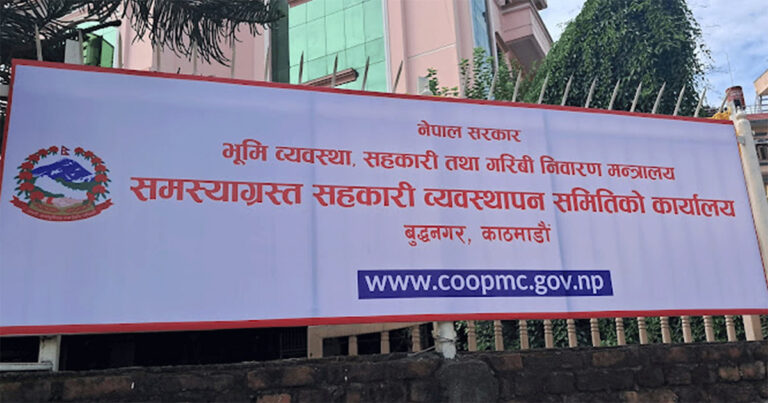 नेपाल सरकार
भूमि व्यवस्था, सहकारी तथा गरिबी निवारण मन्त्रालय
समस्याग्रस्त सहकारी व्यवस्थापन समितिको कार्यालय
बुद्धनगर, काठमाडौं
www.coopmc.gov.np